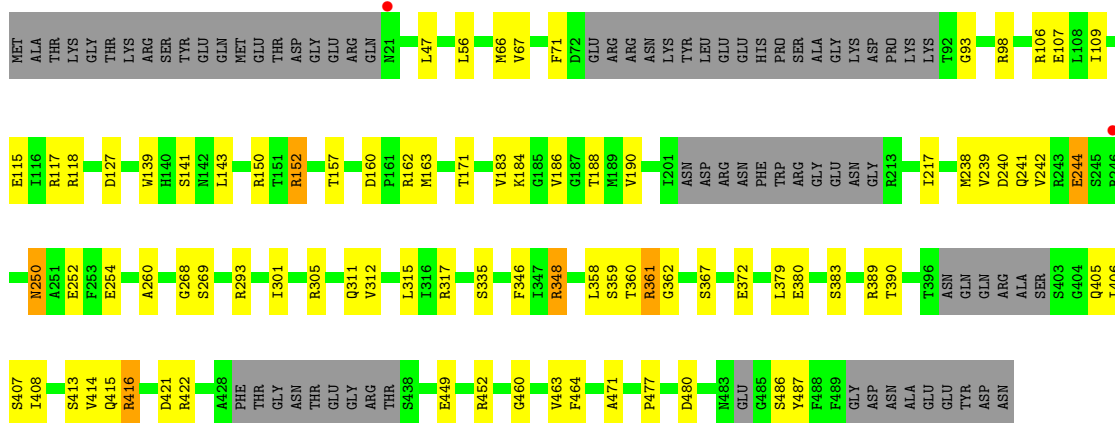 MET ALA THR LYS GLY THR LYS ARG SER TYR GLU GLN MET GLU THR ASP GLY GLU ARG GLN N21 L47 L56 M66 V67 F71 D72 GLU ARG ARG ASN LYS TYR LEU GLU GLU HIS PRO SER ALA GLY LYS ASP PRO LYS LYS T92 G93 R98 R106 E107 L108 I109
E115 I116 R117 R118 D127 W139 H140 S141 N142 L143 R150 T151 R152 T157 D160 P161 R162 M163 T171 V183 K184 G185 V186 G187 T188 M189 V190 I201 ASN ASP ARG ASN PHE TRP ARG GLY GLU ASN GLY R213 I217 M238 V239 D240 Q241 V242 R243 E244 S245 R246
N250 A251 E252 F253 E254 A260 G268 S269 R293 I301 R305 Q311 V312 L315 I316 R317 S335 F346 I347 R348 L358 S359 T360 R361 G362 S367 E372 L379 E380 S383 R389 T390 T396 ASN GLN GLN ARG ALA SER S403 G404 Q405 I406
S407 I408 S413 V414 Q415 R416 D421 R422 A428 PHE THR GLY ASN THR GLU GLY ARG THR S438 E449 R452 G460 V463 F464 A471 P477 D480 N483 GLU G485 S486 Y487 F488 F489 GLY ASP ASN ALA GLU GLU TYR ASP ASN